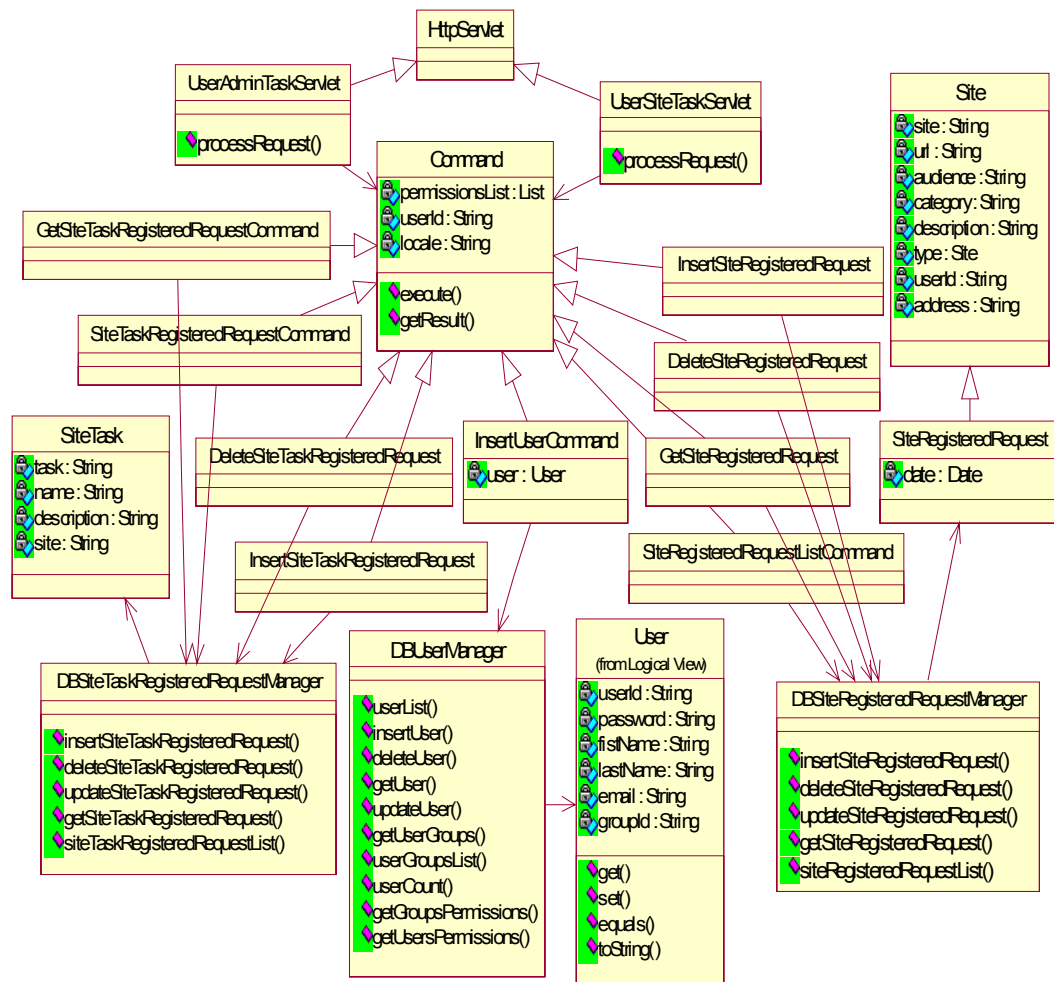 HttpServlet
UserAdminTaskServlet
processRequest()
UserSiteTaskServlet
processRequest()
Site
site : String
url : String
audience : String
category : String
description : String
type : Site
userId : String
address : String
Command
permissionsList : List
userId : String
locale : String
execute()
getResult()
GetSiteTaskRegisteredRequestCommand
InsertSiteRegisteredRequest
SiteTaskRegisteredRequestCommand
DeleteSiteRegisteredRequest
SiteTask
task : String
name : String
description : String
site : String
DeleteSiteTaskRegisteredRequest
InsertUserCommand
user : User
GetSiteRegisteredRequest
SiteRegisteredRequest
date : Date
InsertSiteTaskRegisteredRequest
SiteRegisteredRequestListCommand
DBSiteTaskRegisteredRequestManager
insertSiteTaskRegisteredRequest()
deleteSiteTaskRegisteredRequest()
updateSiteTaskRegisteredRequest()
getSiteTaskRegisteredRequest()
siteTaskRegisteredRequestList()
DBUserManager
userList()
insertUser()
deleteUser()
getUser()
updateUser()
getUserGroups()
userGroupsList()
userCount()
getGroupsPermissions()
getUsersPermissions()
User
(from Logical View)
userId : String
password : String
fistName : String
lastName : String
email : String
groupId : String
get()
set()
equals()
toString()
DBSiteRegisteredRequestManager
insertSiteRegisteredRequest()
deleteSiteRegisteredRequest()
updateSiteRegisteredRequest()
getSiteRegisteredRequest()
siteRegisteredRequestList()